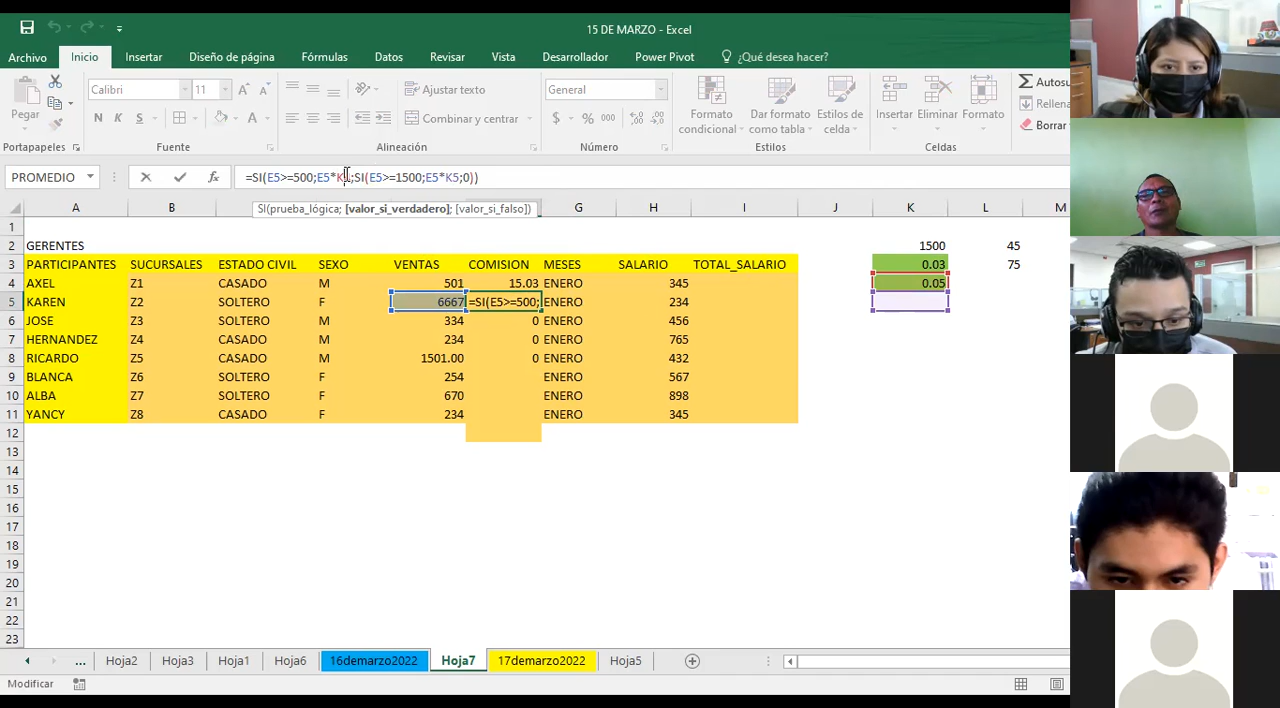 15 DE MARZO - Excel
Archivo Inicio Insertar Diseño de página Fórmulas Datos Revisar Vista Desarrollador Power Pivot ¿Qué desea hacer?
Pegar
Calibri 11
N K S
Ajustar texto
Combinar y centrar
General
$ % 000
Formato condicional
Dar formato como tabla
Estilos de celda
Insertar Eliminar Formato
Autosu
Rellena
Borrar
Portapapeles Fuente Alineación Número Estilos Celdas
PROMEDIO =SI(E5>=500;E5*K;SI(E5>=1500;E5*K5;0))
SI(prueba_lógica; [valor_si_verdadero]; [valor_si_falso])
A B C G H I J K L M
1
2 GERENTES 1500 45
3 PARTICIPANTES SUCURSALES ESTADO CIVIL SEXO VENTAS COMISION MESES SALARIO TOTAL_SALARIO 0.03 75
4 AXEL Z1 CASADO M 501 15.03 ENERO 345 0.05
5 KAREN Z2 SOLTERO F 6667 =SI(E5>=500; ENERO 234
6 JOSE Z3 SOLTERO M 334 0 ENERO 456
7 HERNANDEZ Z4 CASADO M 234 0 ENERO 765
8 RICARDO Z5 CASADO M 1501.00 0 ENERO 432
9 BLANCA Z6 SOLTERO F 254 ENERO 567
10 ALBA Z7 SOLTERO F 670 ENERO 898
11 YANCY Z8 CASADO F 234 ENERO 345
12
13
14
15
16
17
18
19
20
21
22
23
... Hoja2 Hoja3 Hoja1 Hoja6 16demarzo2022 Hoja7 17demarzo2022 Hoja5
Modificar